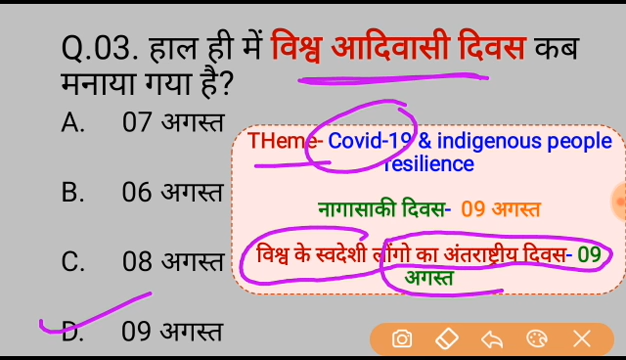 Q.03. हाल ही में विश्व आदिवासी दिवस कब
मनाया गया है?
A. 07 अगस्त
B. 06 अगस्त
C. 08 अगस्त
D. 09 अगस्त
THeme- Covid-19 & indigenous people
resilience
नागासाकी दिवस- 09 अगस्त
विश्व के स्वदेशी लोंगो का अंतराष्ट्रीय दिवस- 09
अगस्त